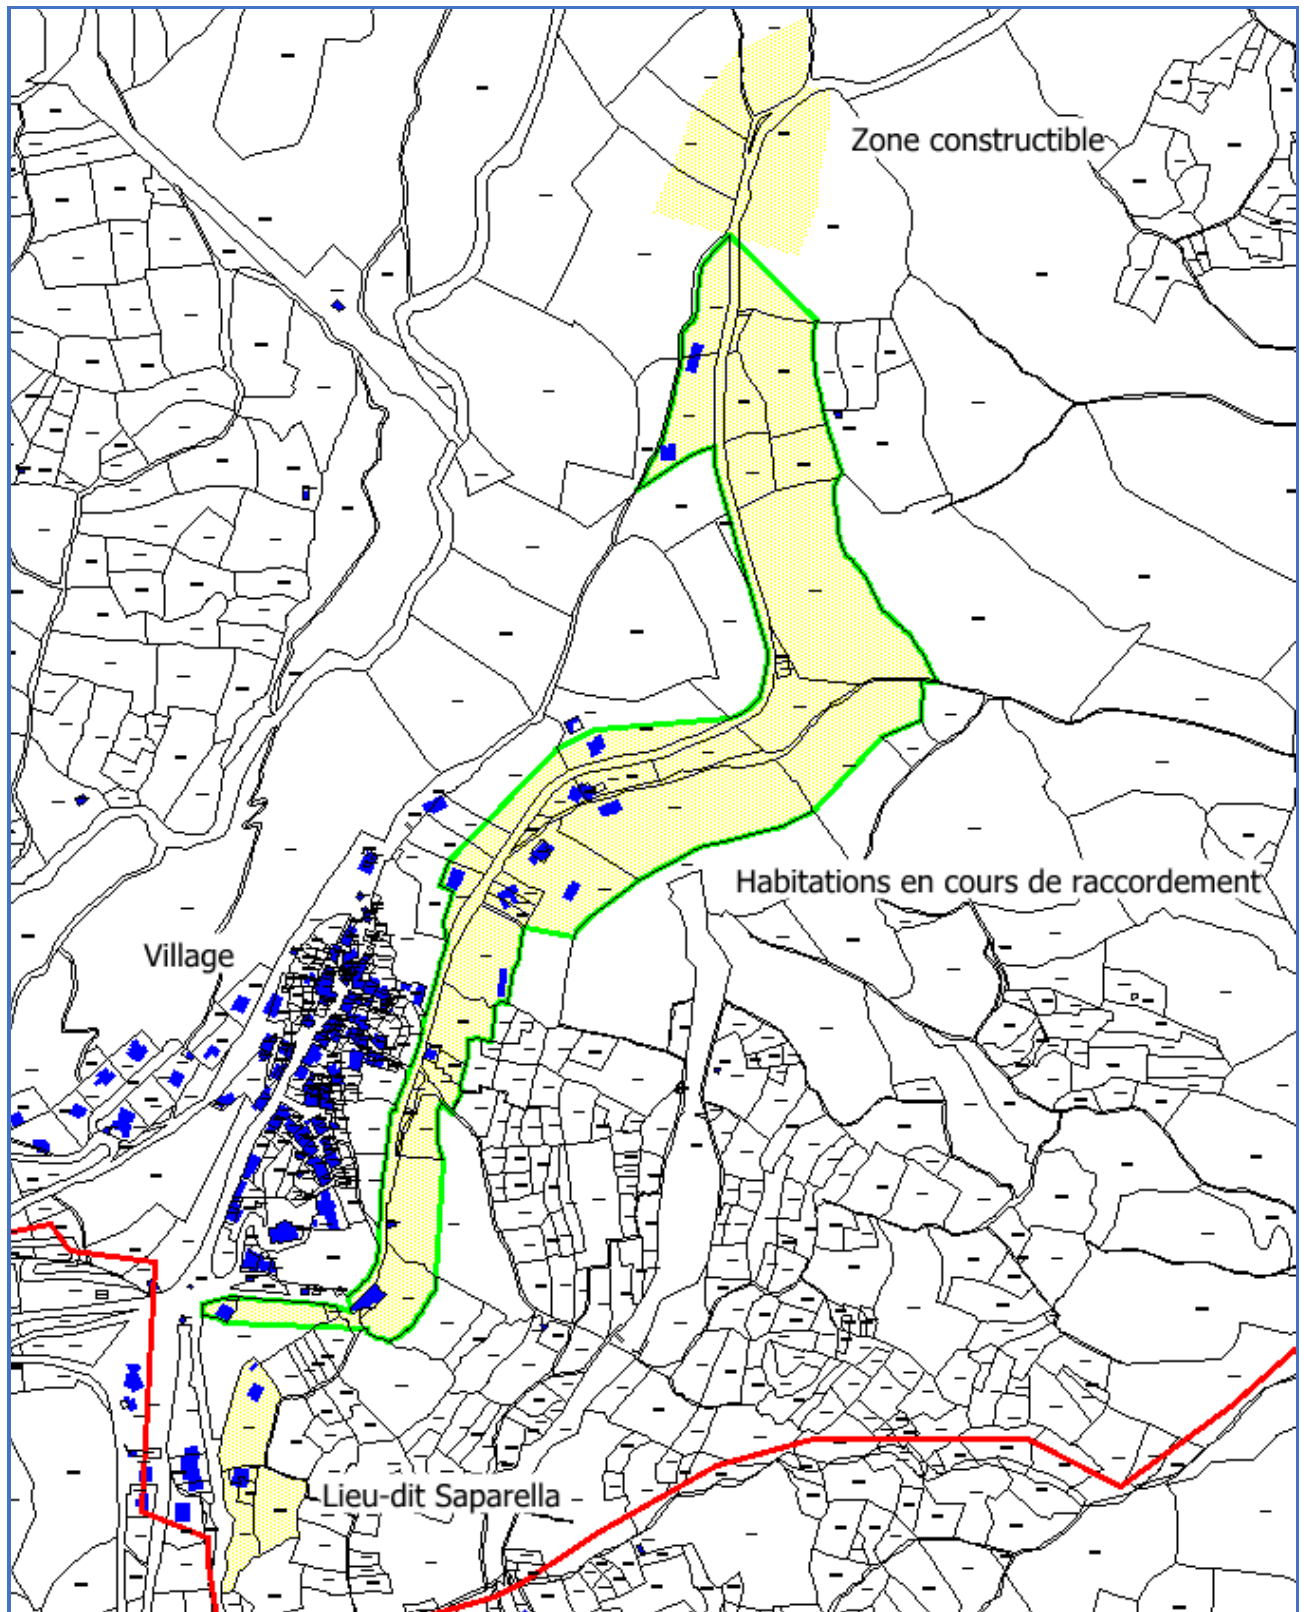 Zone constructible
Habitations en cours de raccordement
Village
Lieu-dit Saparella